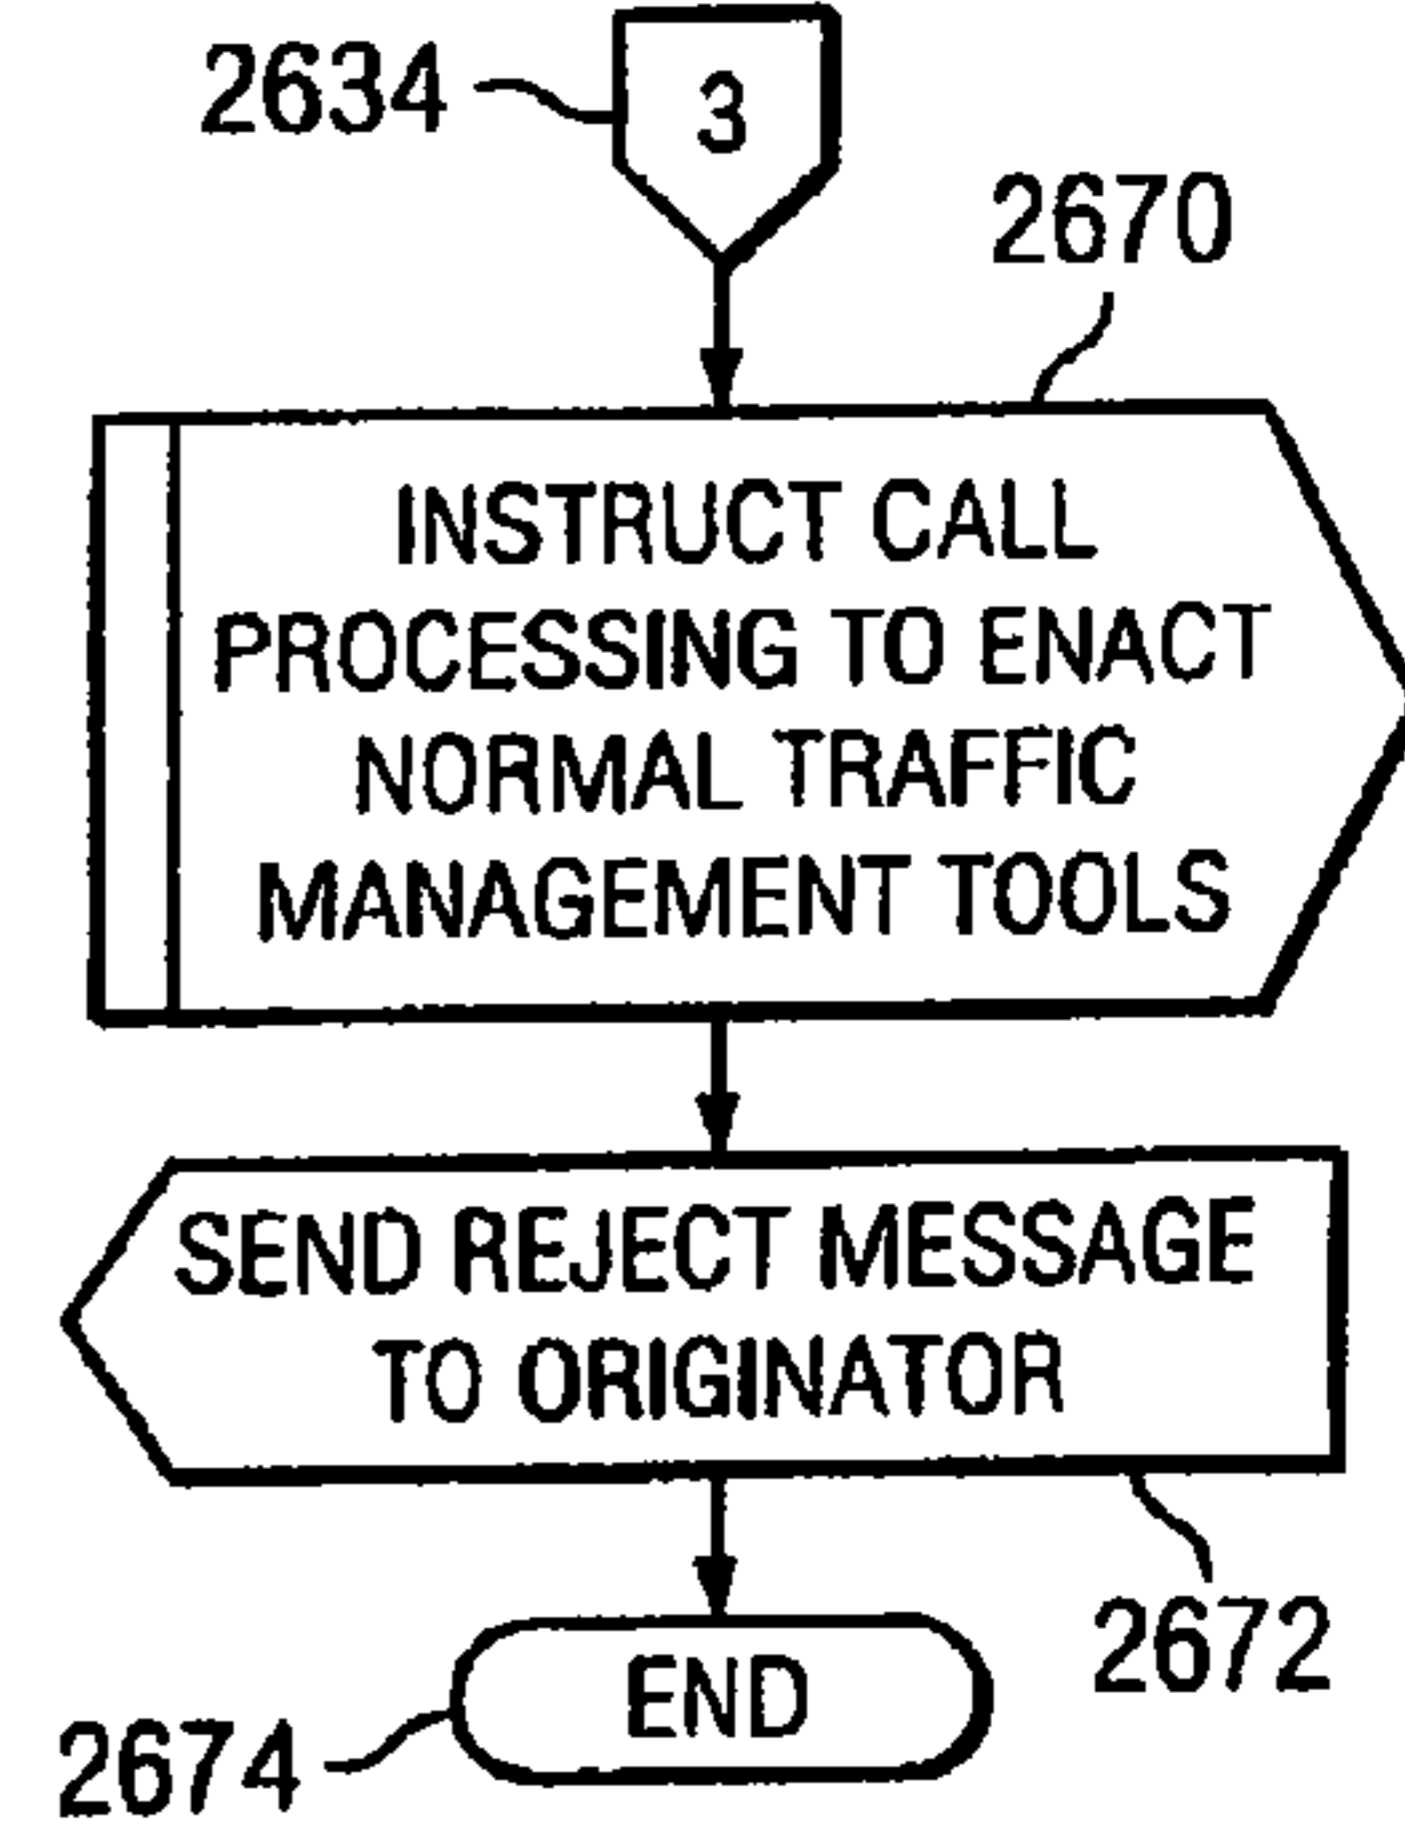 2634
3
2670
INSTRUCT CALL
PROCESSING TO ENACT
NORMAL TRAFFIC
MANAGEMENT TOOLS
SEND REJECT MESSAGE
TO ORIGINATOR
2672
END
2674